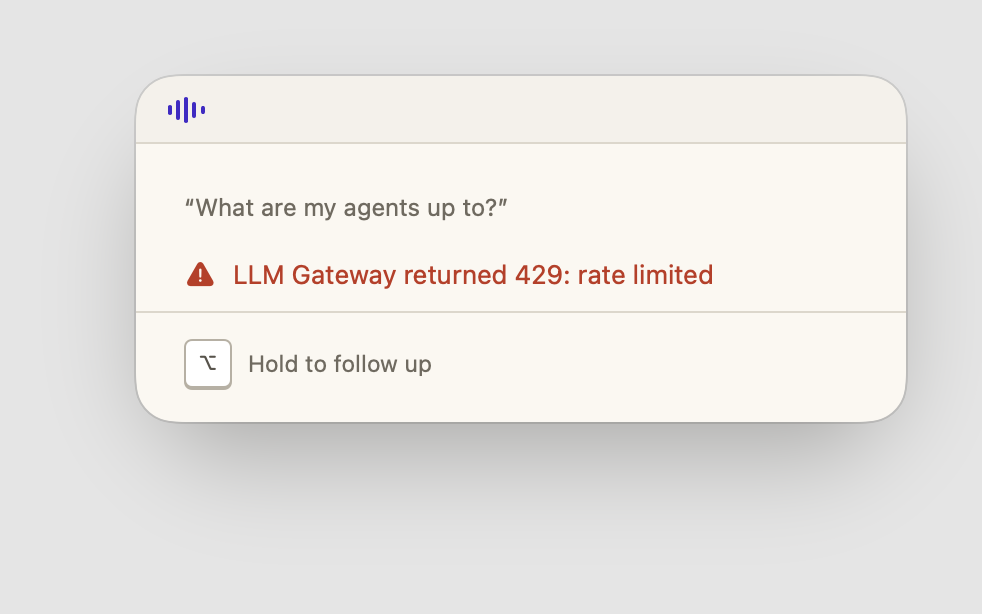 “What are my agents up to?”
LLM Gateway returned 429: rate limited
⌥ Hold to follow up